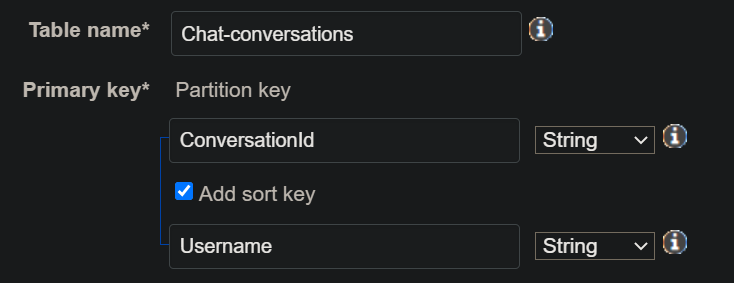 Table name* Chat-conversations
Primary key* Partition key
ConversationId String
Add sort key
Username String